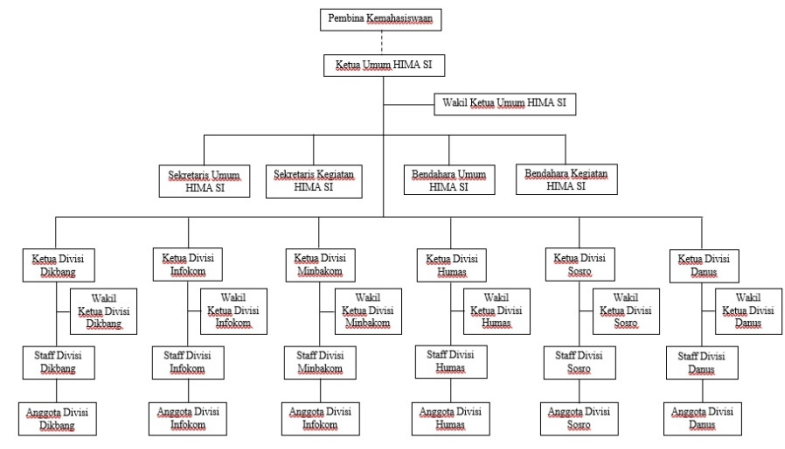 Pembina Kemahasiswaan
Ketua Umum HIMA SI
Wakil Ketua Umum HIMA SI
Sekretaris Umum
HIMA SI
Sekretaris Kegiatan
HIMA SI
Bendahara Umum
HIMA SI
Bendahara Kegiatan
HIMA SI
Ketua Divisi
Dikbang
Ketua Divisi
Infokom
Ketua Divisi
Minbakom
Ketua Divisi
Humas
Ketua Divisi
Sosro
Ketua Divisi
Danus
Wakil
Ketua Divisi
Dikbang
Wakil
Ketua Divisi
Infokom
Wakil
Ketua Divisi
Minbakom
Wakil
Ketua Divisi
Humas
Wakil
Ketua Divisi
Sosro
Wakil
Ketua Divisi
Danus
Staff Divisi
Dikbang
Staff Divisi
Infokom
Staff Divisi
Minbakom
Staff Divisi
Humas
Staff Divisi
Sosro
Staff Divisi
Danus
Anggota Divisi
Dikbang
Anggota Divisi
Infokom
Anggota Divisi
Infokom
Anggota Divisi
Humas
Anggota Divisi
Sosro
Anggota Divisi
Danus